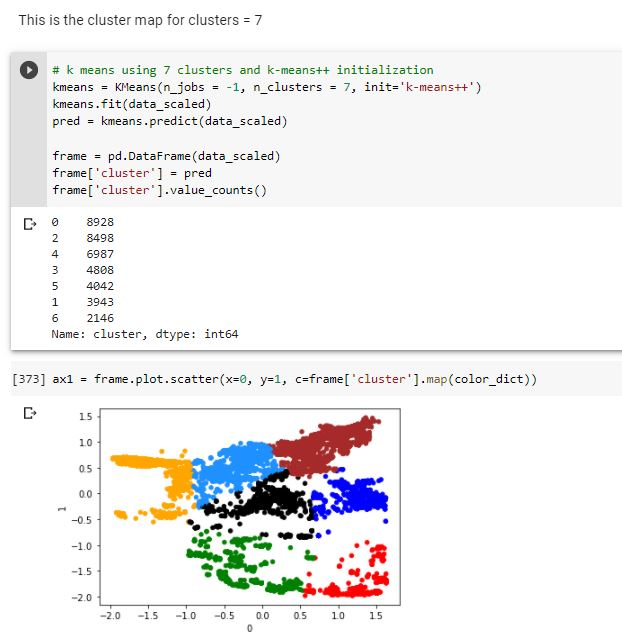 This is the cluster map for clusters = 7
# k means using 7 clusters and k-means++ initialization
kmeans = KMeans(n_jobs = -1, n_clusters = 7, init='k-means++')
kmeans.fit(data_scaled)
pred = kmeans.predict(data_scaled)
frame = pd.DataFrame(data_scaled)
frame['cluster'] = pred
frame['cluster'].value_counts()
0 8928
2 8498
4 6987
3 4808
5 4042
1 3943
6 2146
Name: cluster, dtype: int64
[373] ax1 = frame.plot.scatter(x=0, y=1, c=frame['cluster'].map(color_dict))
1.5
1.0
0.5
0.0
−0.5
−1.0
−1.5
−2.0
1
−2.0 −1.5 −1.0 −0.5 0.0 0.5 1.0 1.5
0